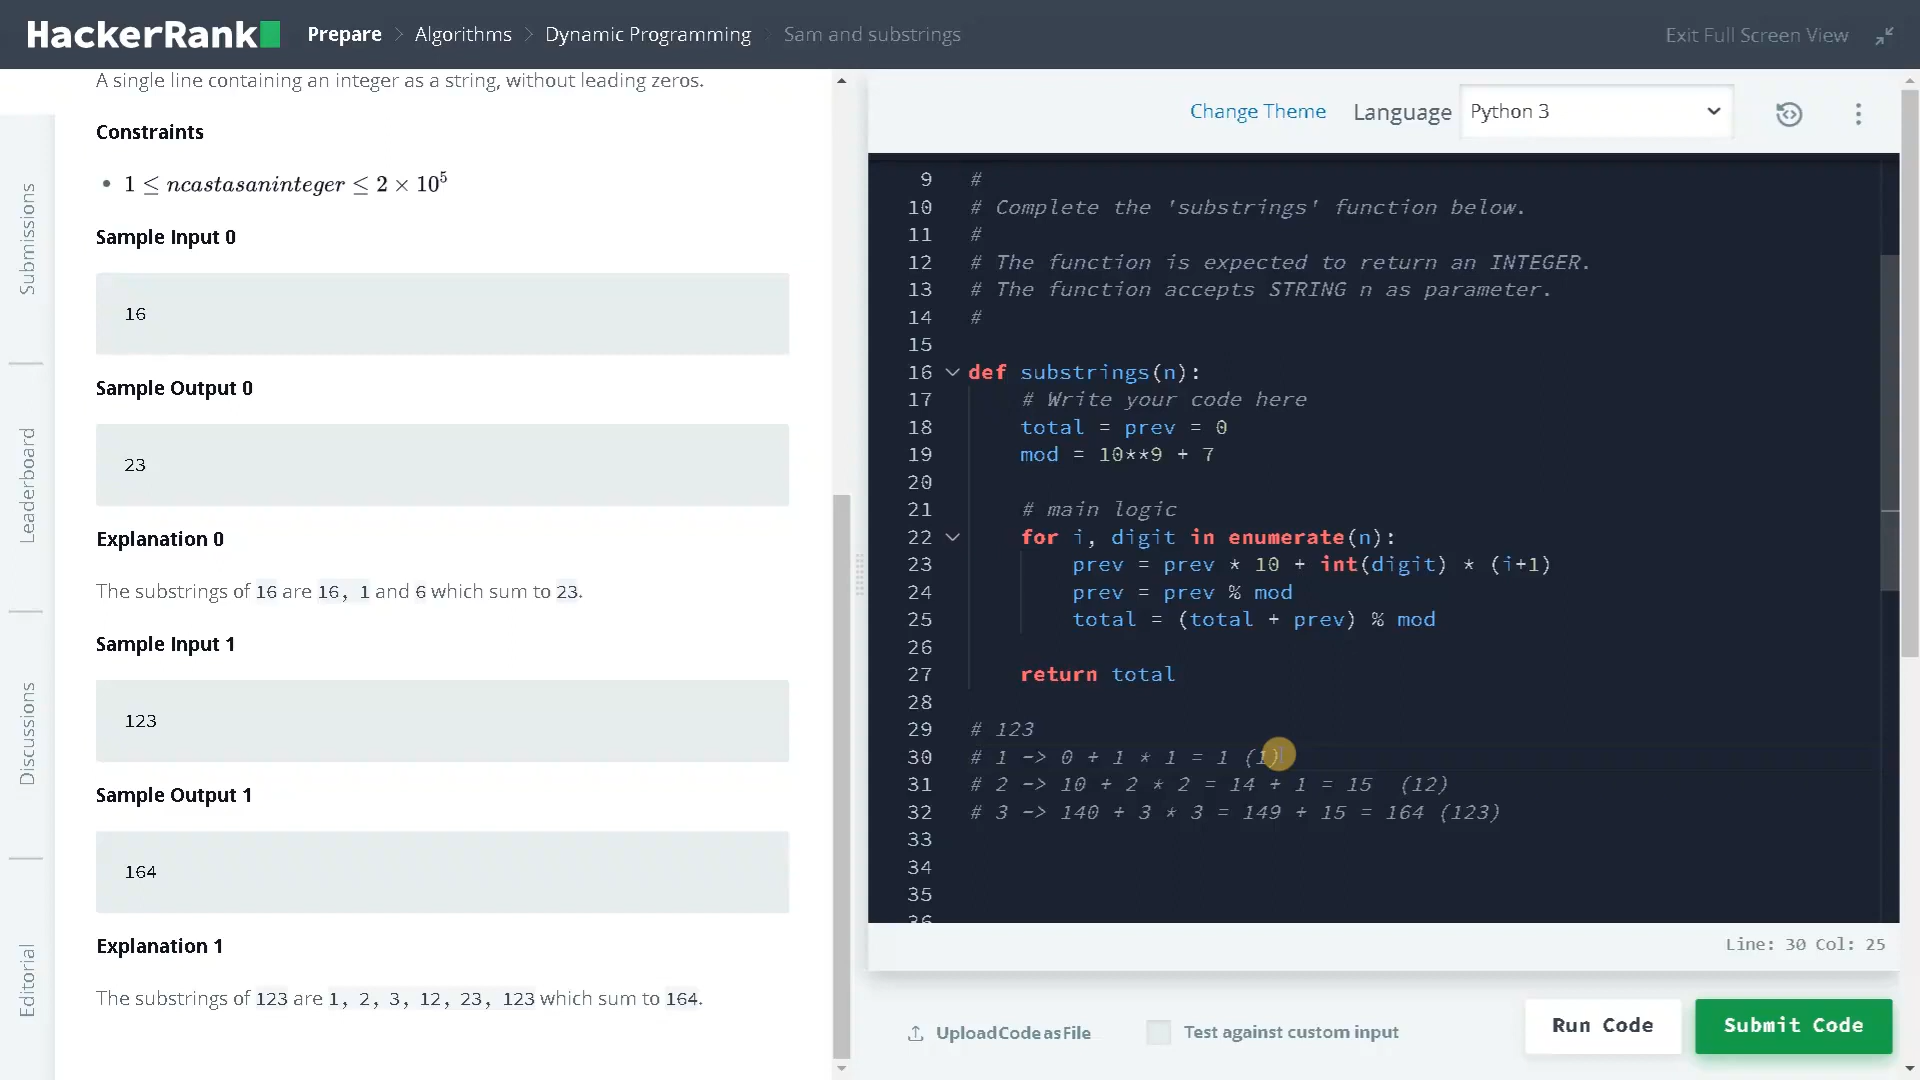 HackerRank
Prepare > Algorithms > Dynamic Programming > Sam and substrings
Exit Full Screen View
Submissions
Leaderboard
Discussions
Editorial
A single line containing an integer as a string, without leading zeros.
Constraints
• 1 ≤ ncastasaninteger ≤ 2 × 10⁵
Sample Input 0
16
Sample Output 0
23
Explanation 0
The substrings of 16 are 16, 1 and 6 which sum to 23.
Sample Input 1
123
Sample Output 1
164
Explanation 1
The substrings of 123 are 1, 2, 3, 12, 23, 123 which sum to 164.
Change Theme
Language
Python 3
9 #
10 # Complete the 'substrings' function below.
11 #
12 # The function is expected to return an INTEGER.
13 # The function accepts STRING n as parameter.
14 #
15
16 def substrings(n):
17 # Write your code here
18 total = prev = 0
19 mod = 10**9 + 7
20
21 # main logic
22 for i, digit in enumerate(n):
23 prev = prev * 10 + int(digit) * (i+1)
24 prev = prev % mod
25 total = (total + prev) % mod
26
27 return total
28
29 # 123
30 # 1 -> 0 + 1 * 1 = 1 (1)
31 # 2 -> 10 + 2 * 2 = 14 + 1 = 15 (12)
32 # 3 -> 140 + 3 * 3 = 149 + 15 = 164 (123)
33
34
35
36
Line: 30 Col: 25
Upload Code as File
Test against custom input
Run Code
Submit Code